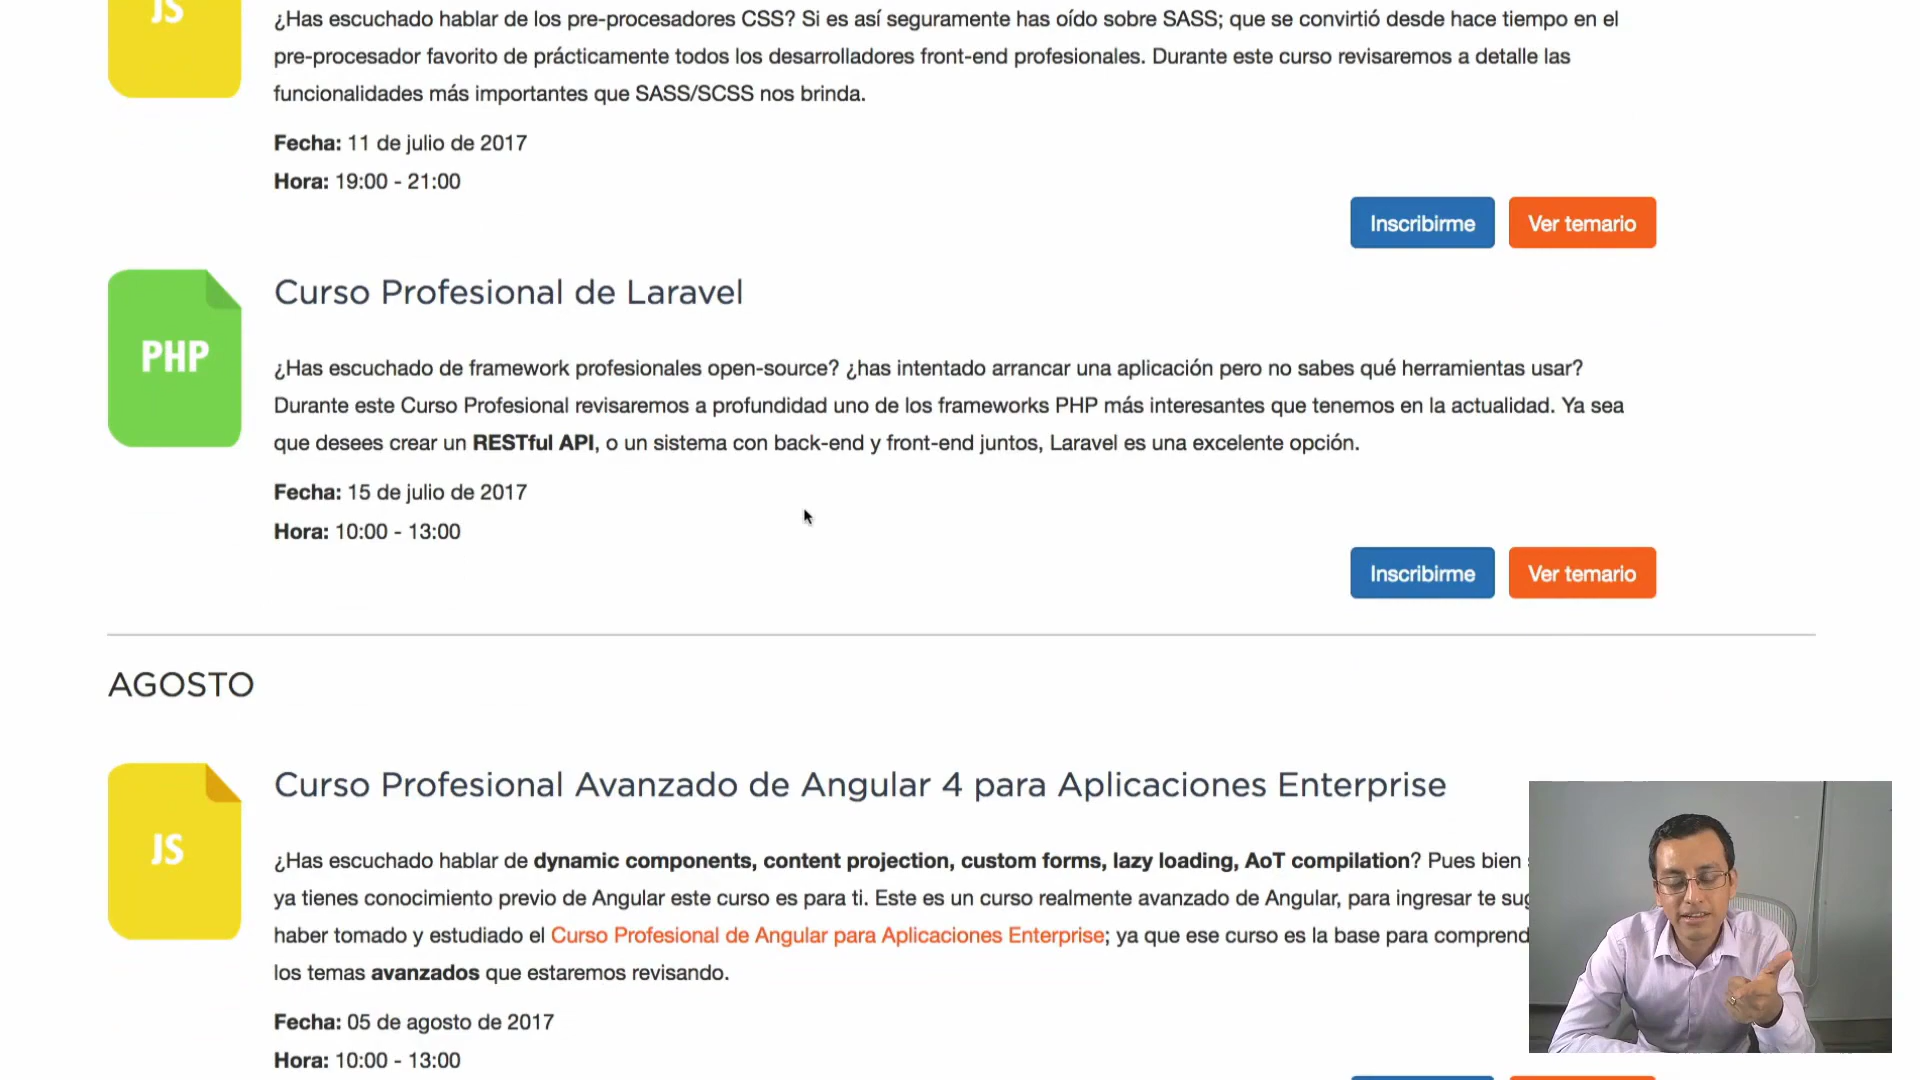 JS
¿Has escuchado hablar de los pre-procesadores CSS? Si es así seguramente has oído sobre SASS; que se convirtió desde hace tiempo en el
pre-procesador favorito de prácticamente todos los desarrolladores front-end profesionales. Durante este curso revisaremos a detalle las
funcionalidades más importantes que SASS/SCSS nos brinda.
Fecha: 11 de julio de 2017
Hora: 19:00 - 21:00
Inscribirme
Ver temario
PHP
Curso Profesional de Laravel
¿Has escuchado de framework profesionales open-source? ¿has intentado arrancar una aplicación pero no sabes qué herramientas usar?
Durante este Curso Profesional revisaremos a profundidad uno de los frameworks PHP más interesantes que tenemos en la actualidad. Ya sea
que desees crear un RESTful API, o un sistema con back-end y front-end juntos, Laravel es una excelente opción.
Fecha: 15 de julio de 2017
Hora: 10:00 - 13:00
Inscribirme
Ver temario
AGOSTO
JS
Curso Profesional Avanzado de Angular 4 para Aplicaciones Enterprise
¿Has escuchado hablar de dynamic components, content projection, custom forms, lazy loading, AoT compilation? Pues bien
ya tienes conocimiento previo de Angular este curso es para ti. Este es un curso realmente avanzado de Angular, para ingresar te
haber tomado y estudiado el Curso Profesional de Angular para Aplicaciones Enterprise; ya que ese curso es la base para
los temas avanzados que estaremos revisando.
Fecha: 05 de agosto de 2017
Hora: 10:00 - 13:00